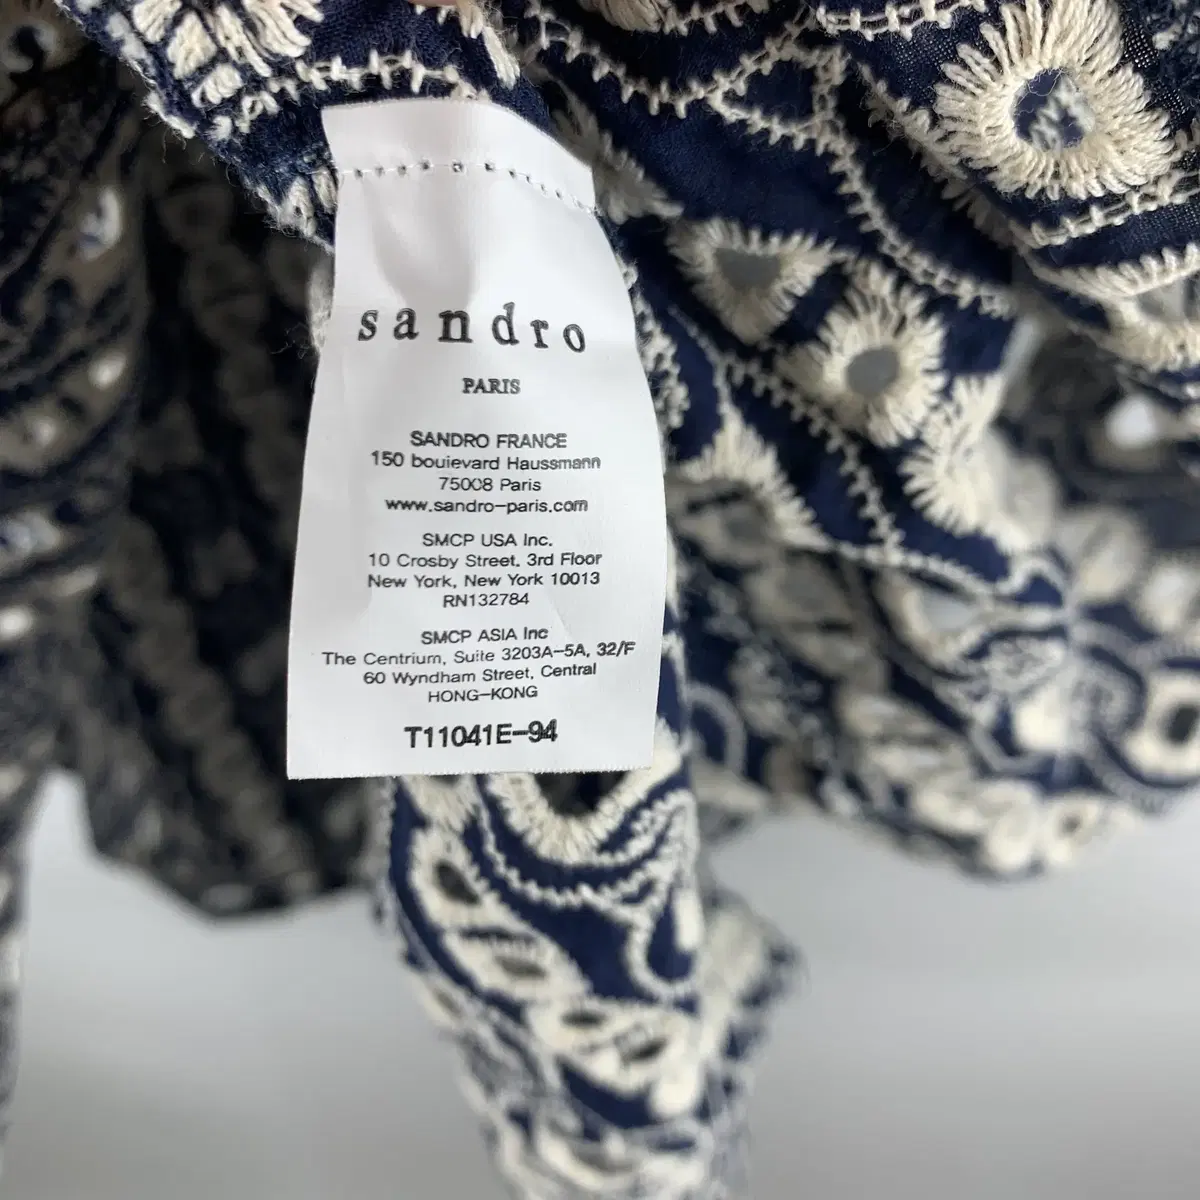 sandro
PARIS
SANDRO FRANCE
150 bouievard Haussmann
75008 Paris
www.sandro-paris.com
SMCP USA Inc.
10 Crosby Street, 3rd Floor
New York, New York 10013
RN132784
SMCP ASIA Inc
The Centrium, Suite 3203A-5A, 32/F
60 Wyndham Street, Central
HONG-KONG
T11041E-94